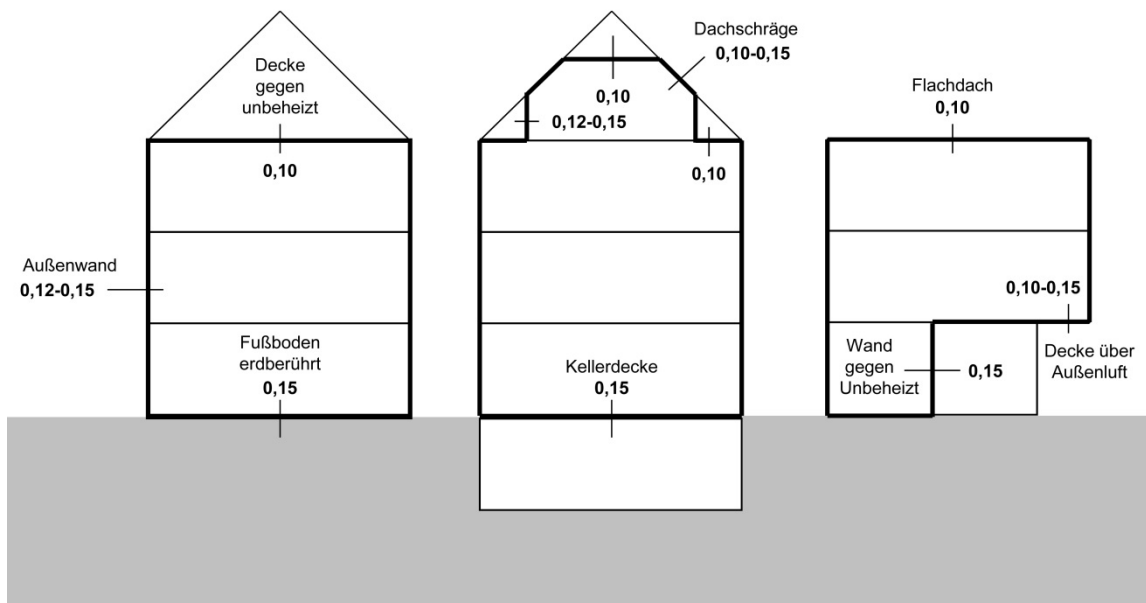 Decke
gegen
unbeheizt
0,10
Außenwand
0,12-0,15
Fußboden
erdberührt
0,15
Dachschräge
0,10-0,15
0,10
0,12-0,15
0,10
Kellerdecke
0,15
Flachdach
0,10
0,10-0,15
Decke über
Außenluft
Wand
gegen
Unbeheizt
0,15